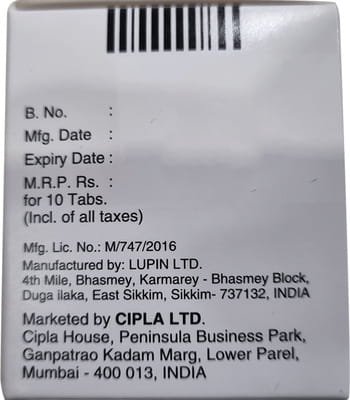 B. No. :
Mfg. Date :
Expiry Date :
M.R.P. Rs. :
for 10 Tabs.
(Incl. of all taxes)
Mfg. Lic. No.: M/747/2016
Manufactured by: LUPIN LTD.
4th Mile, Bhasmey, Karmarey - Bhasmey Block,
Duga ilaka, East Sikkim, Sikkim- 737132, INDIA
Marketed by CIPLA LTD.
Cipla House, Peninsula Business Park,
Ganpatrao Kadam Marg, Lower Parel,
Mumbai - 400 013, INDIA